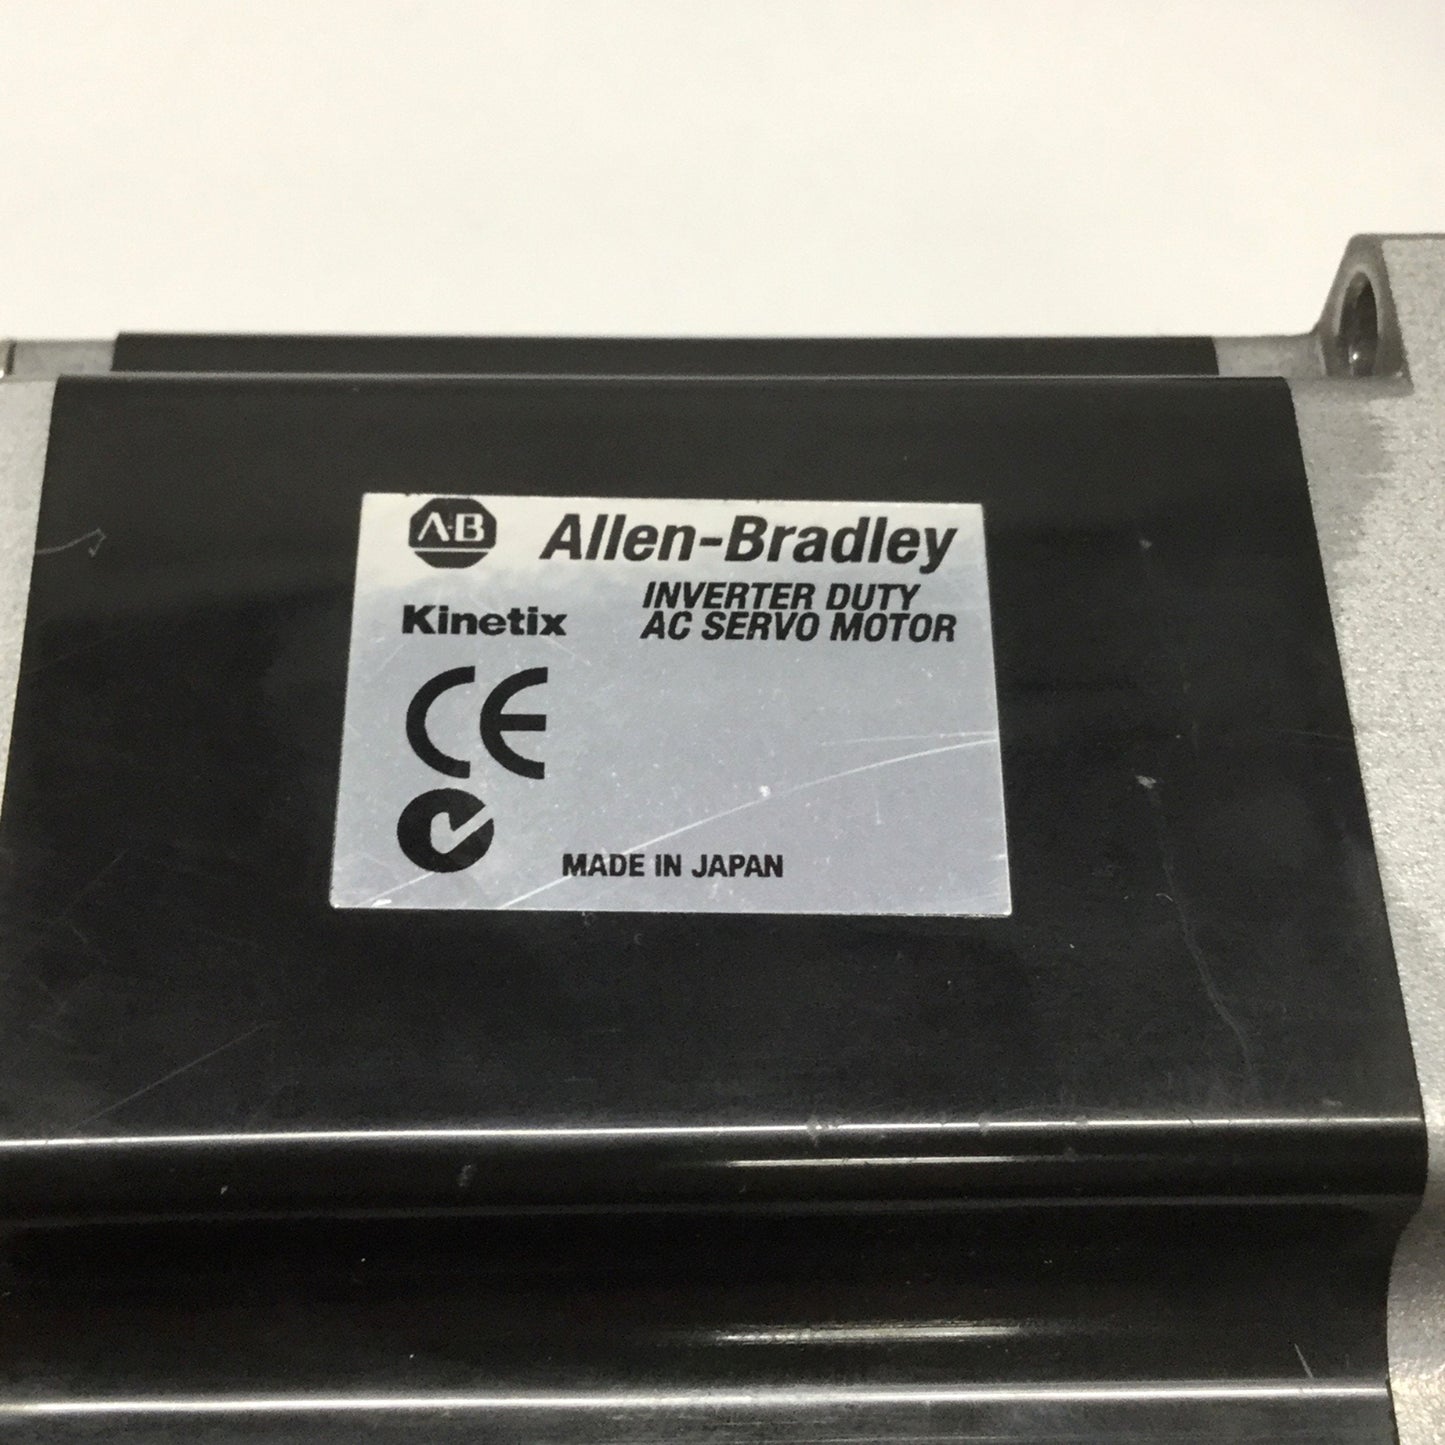 A·B Allen-Bradley
Kinetix
INVERTER DUTY
AC SERVO MOTOR
CE
MADE IN JAPAN